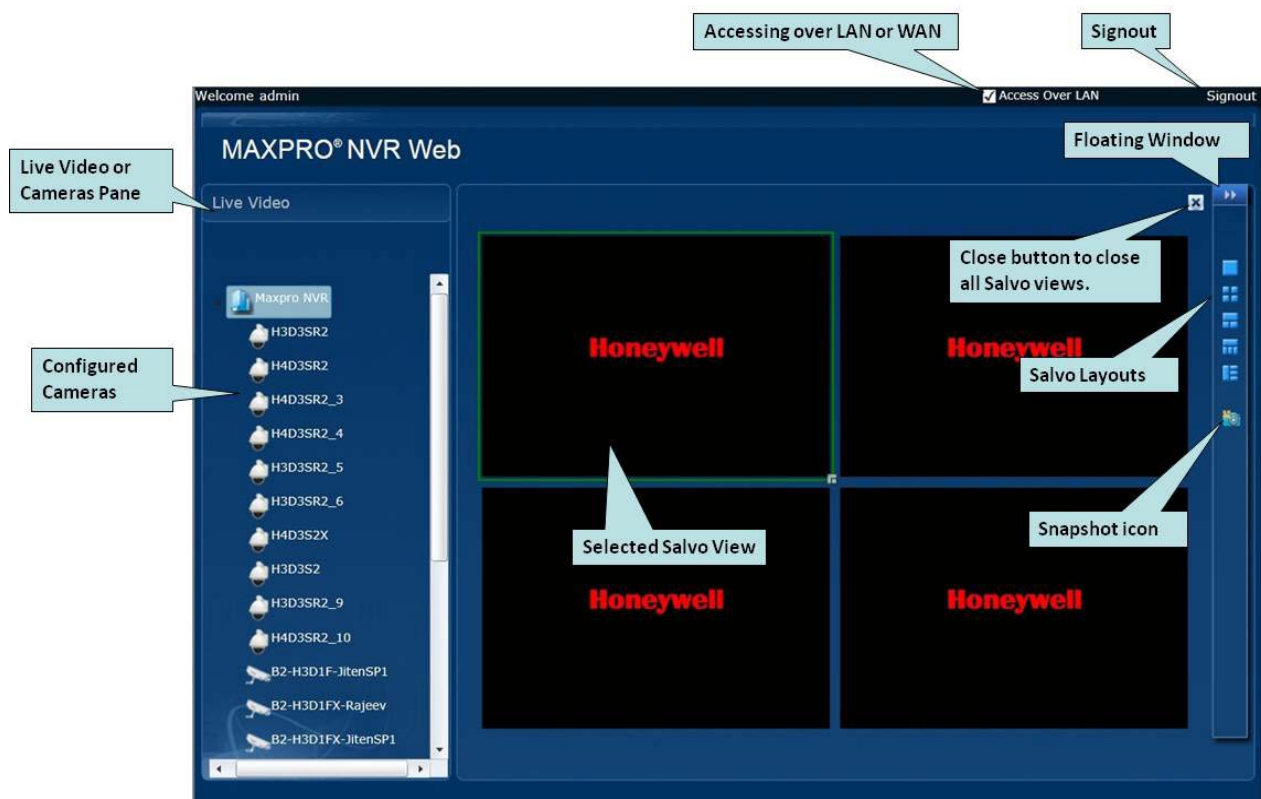 Accessing over LAN or WAN
Signout
Welcome admin
Access Over LAN
Signout
MAXPRO® NVR Web
Floating Window
Live Video or
Cameras Pane
Live Video
Close button to close
all Salvo views.
Maxpro NVR
H3D3SR2
Honeywell
Honeywell
H4D3SR2
Salvo Layouts
Configured
Cameras
H4D3SR2_3
H4D3SR2_4
H3D3SR2_5
H3D3SR2_6
Snapshot icon
H4D3S2X
Selected Salvo View
H3D3S2
H3D3SR2_9
Honeywell
Honeywell
H4D3SR2_10
B2-H3D1F-JitenSP1
B2-H3D1FX-Rajeev
B2-H3D1FX-JitenSP1